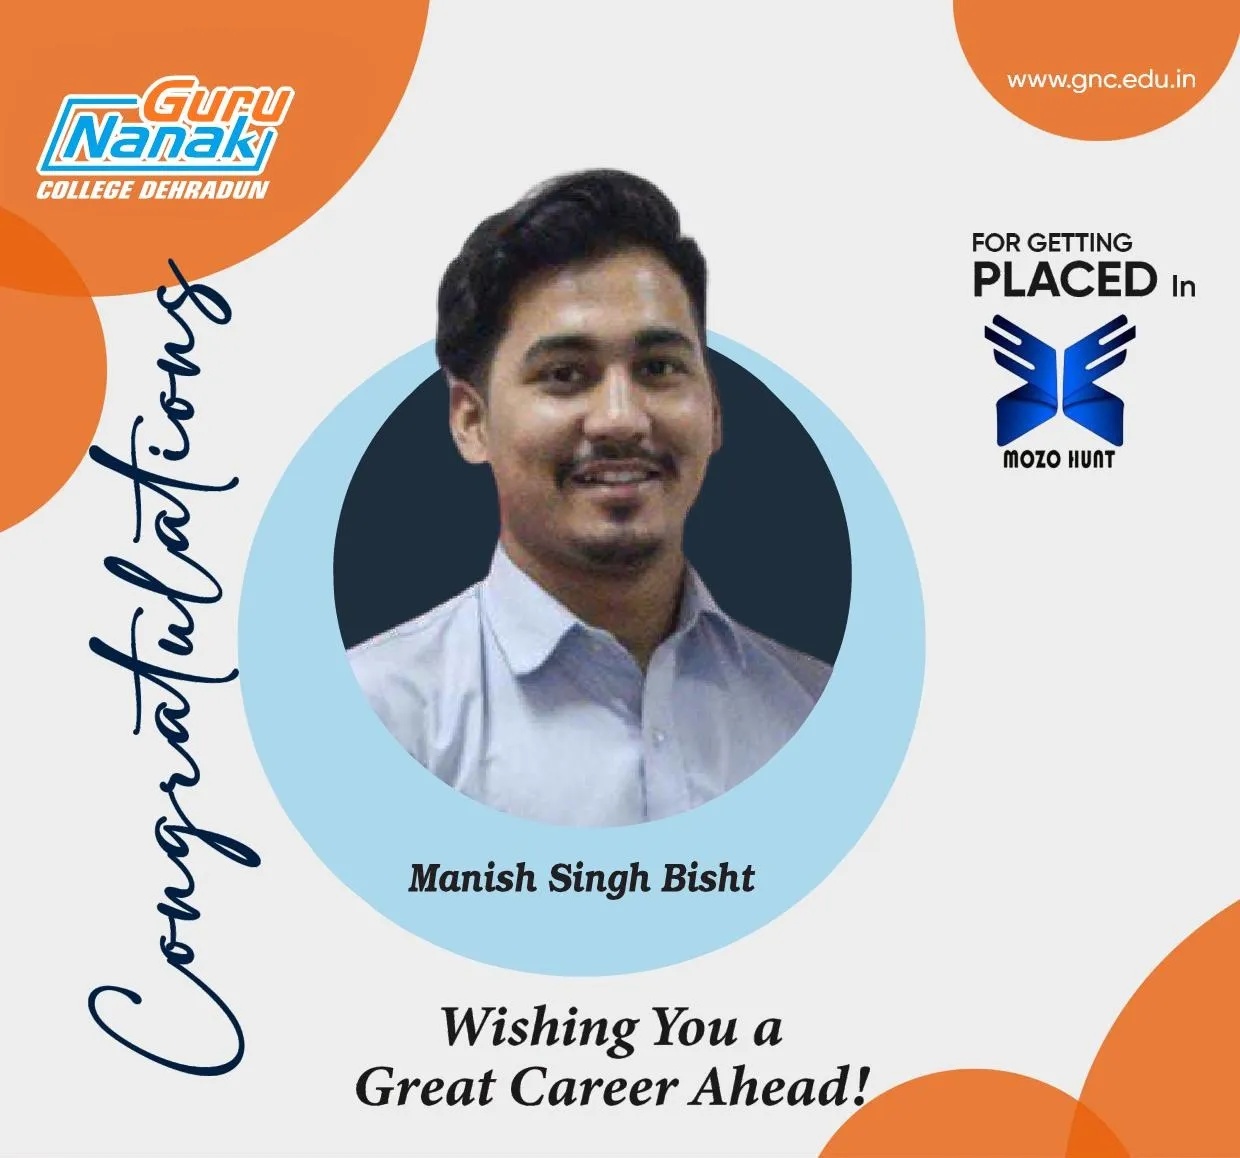 Guru
Nanak
COLLEGE DEHRADUN
www.gnc.edu.in
Congratulations
FOR GETTING
PLACED In
MOZO HUNT
Manish Singh Bisht
Wishing You a
Great Career Ahead!